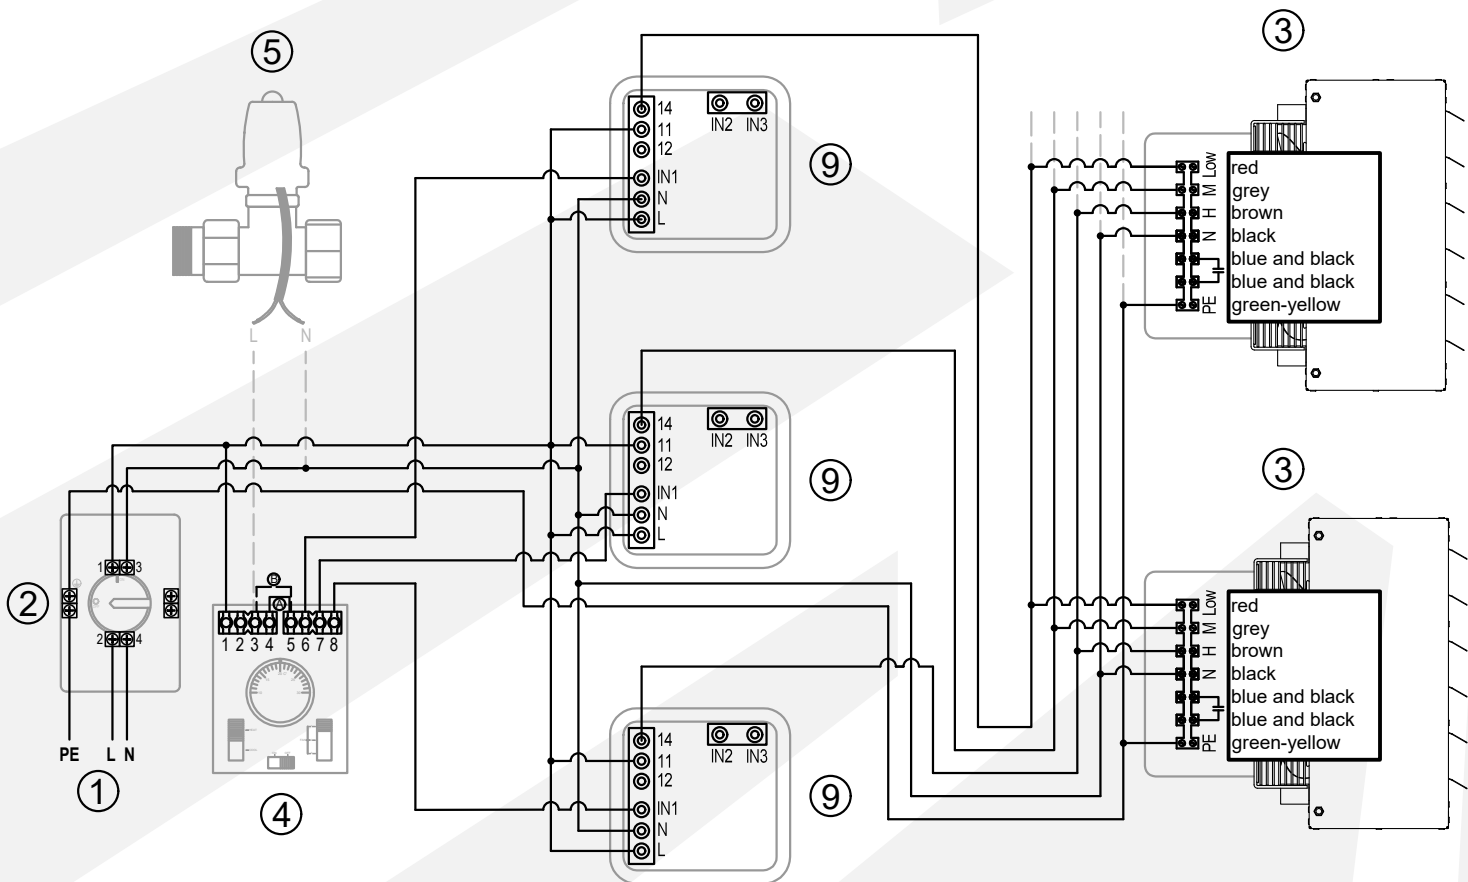 5
3
14
11
12
IN1
N
L
IN2 IN3
9
Low
M
H
N
PE
red
grey
brown
black
blue and black
blue and black
green-yellow
L N
14
11
12
IN1
N
L
IN2 IN3
9
3
1 3
2 4
2
B
A
1 2 3 4 5 6 7 8
Low
M
H
N
PE
red
grey
brown
black
blue and black
blue and black
green-yellow
PE L N
1
4
14
11
12
IN1
N
L
IN2 IN3
9